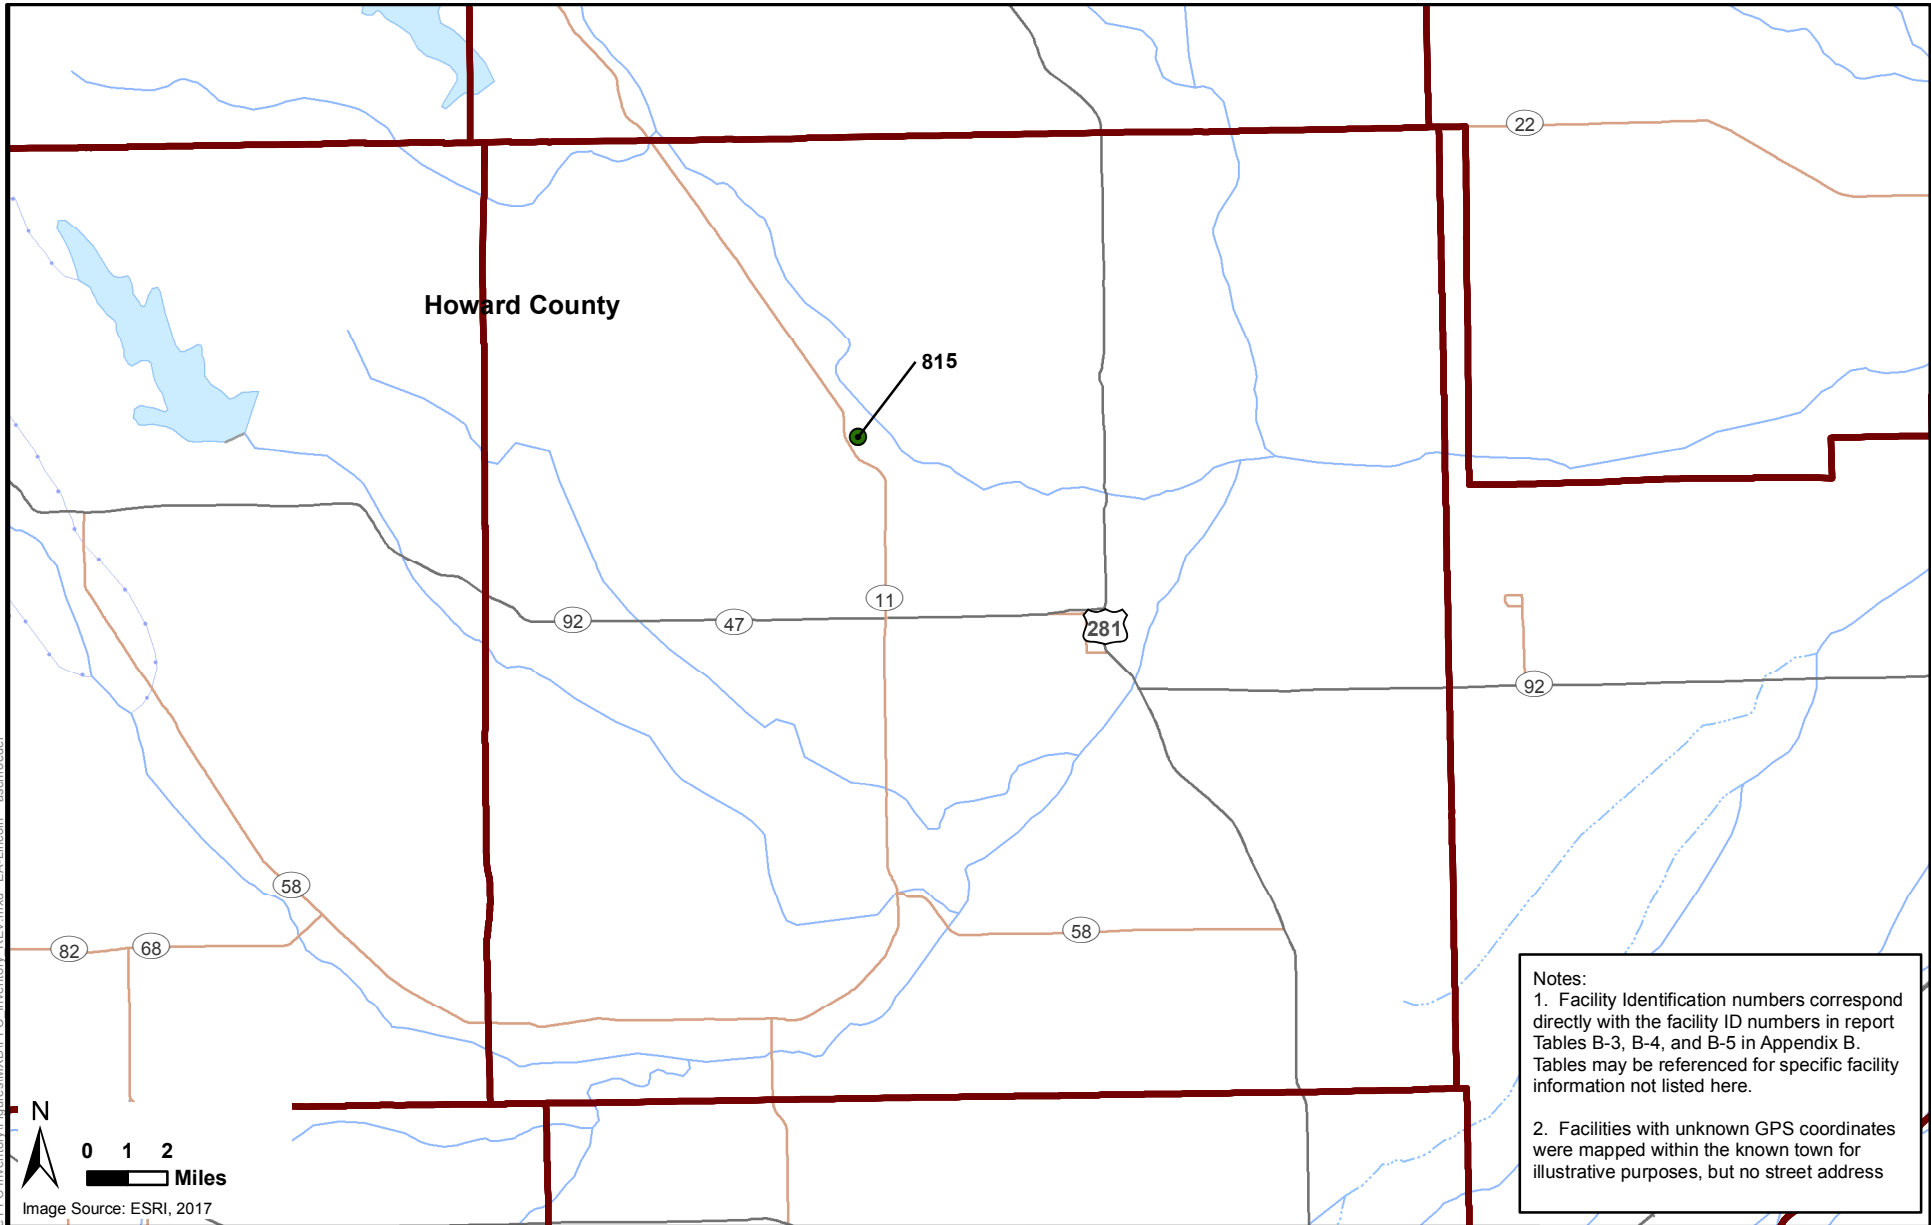 22
Howard County
815
11
92
47
281
92
58
82
68
58
Notes:
1. Facility Identification numbers correspond
directly with the facility ID numbers in report
Tables B-3, B-4, and B-5 in Appendix B.
Tables may be referenced for specific facility
information not listed here.
2. Facilities with unknown GPS coordinates
were mapped within the known town for
illustrative purposes, but no street address
N
0 1 2
Miles
Image Source: ESRI, 2017